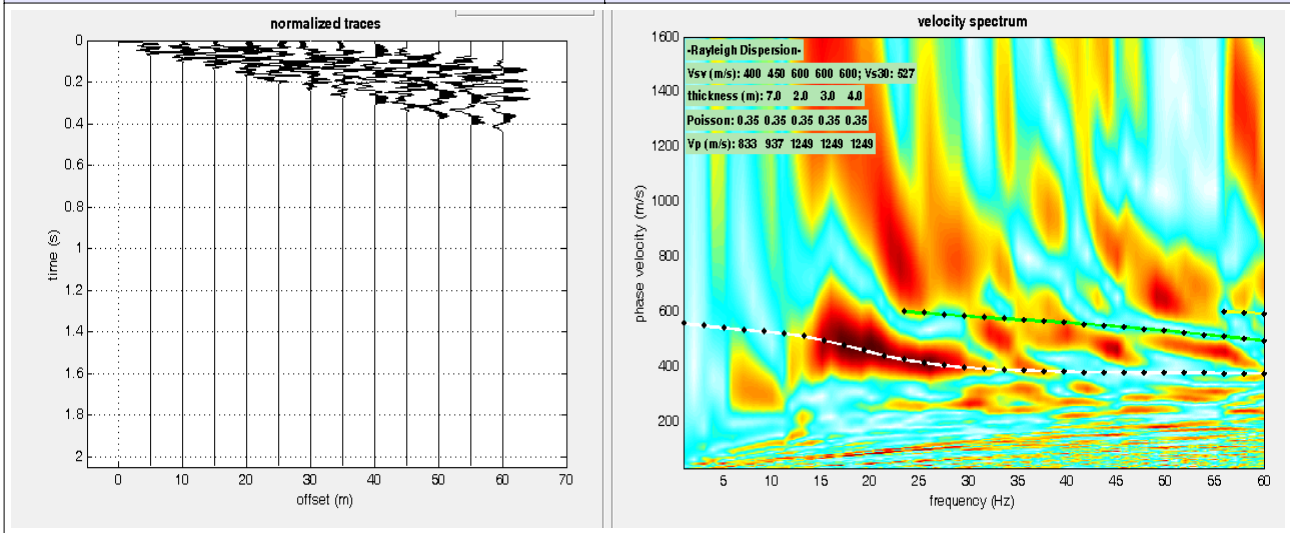 normalized traces
0
0.2
0.4
0.6
0.8
1
1.2
1.4
1.6
1.8
2
time (s)
0 10 20 30 40 50 60 70
offset (m)
velocity spectrum
-Rayleigh Dispersion-
Vsv (m/s): 400 450 600 600 600; Vs30: 527
thickness (m): 7.0 2.0 3.0 4.0
Poisson: 0.35 0.35 0.35 0.35 0.35
Vp (m/s): 833 937 1249 1249 1249
1600
1400
1200
1000
800
600
400
200
phase velocity (m/s)
5 10 15 20 25 30 35 40 45 50 55 60
frequency (Hz)